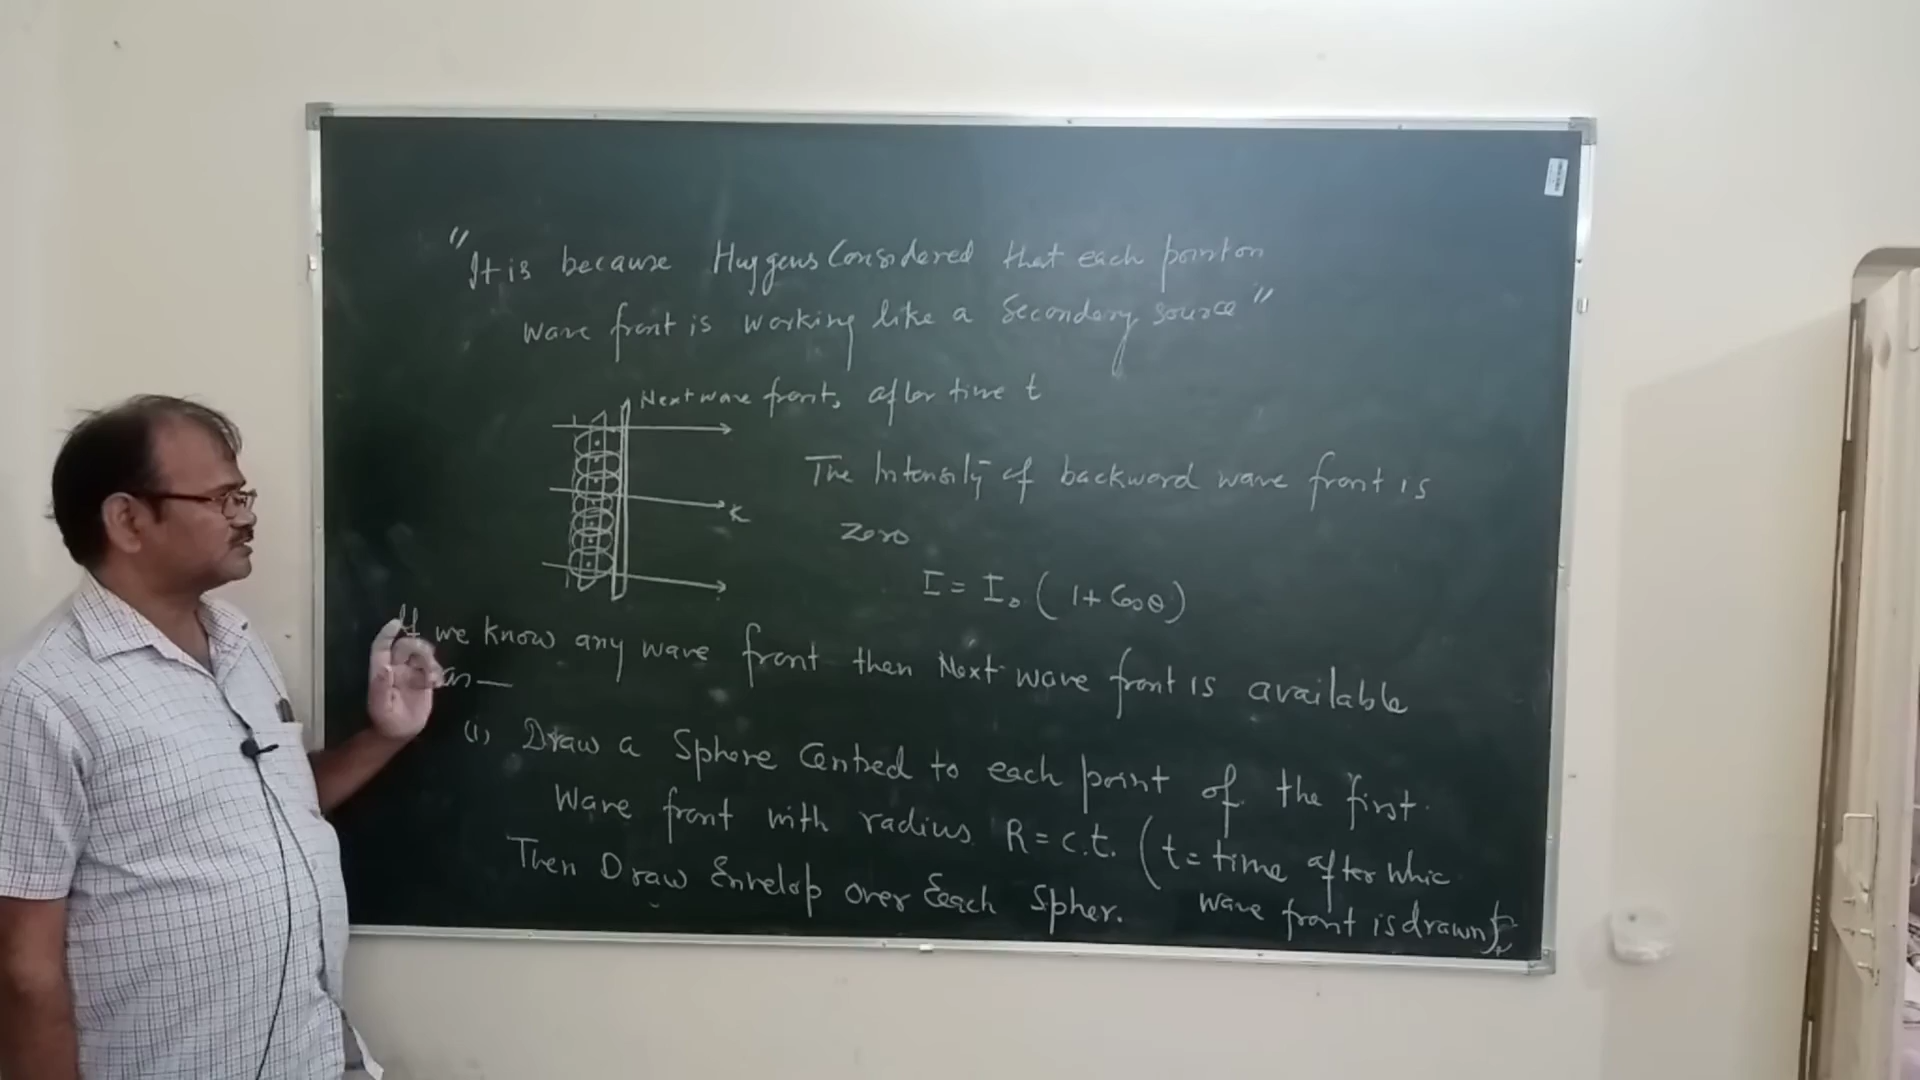 "It is because Huygens Considered that each point on
wave front is working like a Secondary source"
Next wave front, after time t
The Intensity of backward wave front is
Zero
I = I₀ ( 1 + Cosθ )
If we know any wave front then Next wave front is available
as —
(1) Draw a Sphere Centred to each point of the first
Wave front with radius R = c.t. ( t = time after whic
wave front is drawn )
Then Draw Envelop over Each Spher.